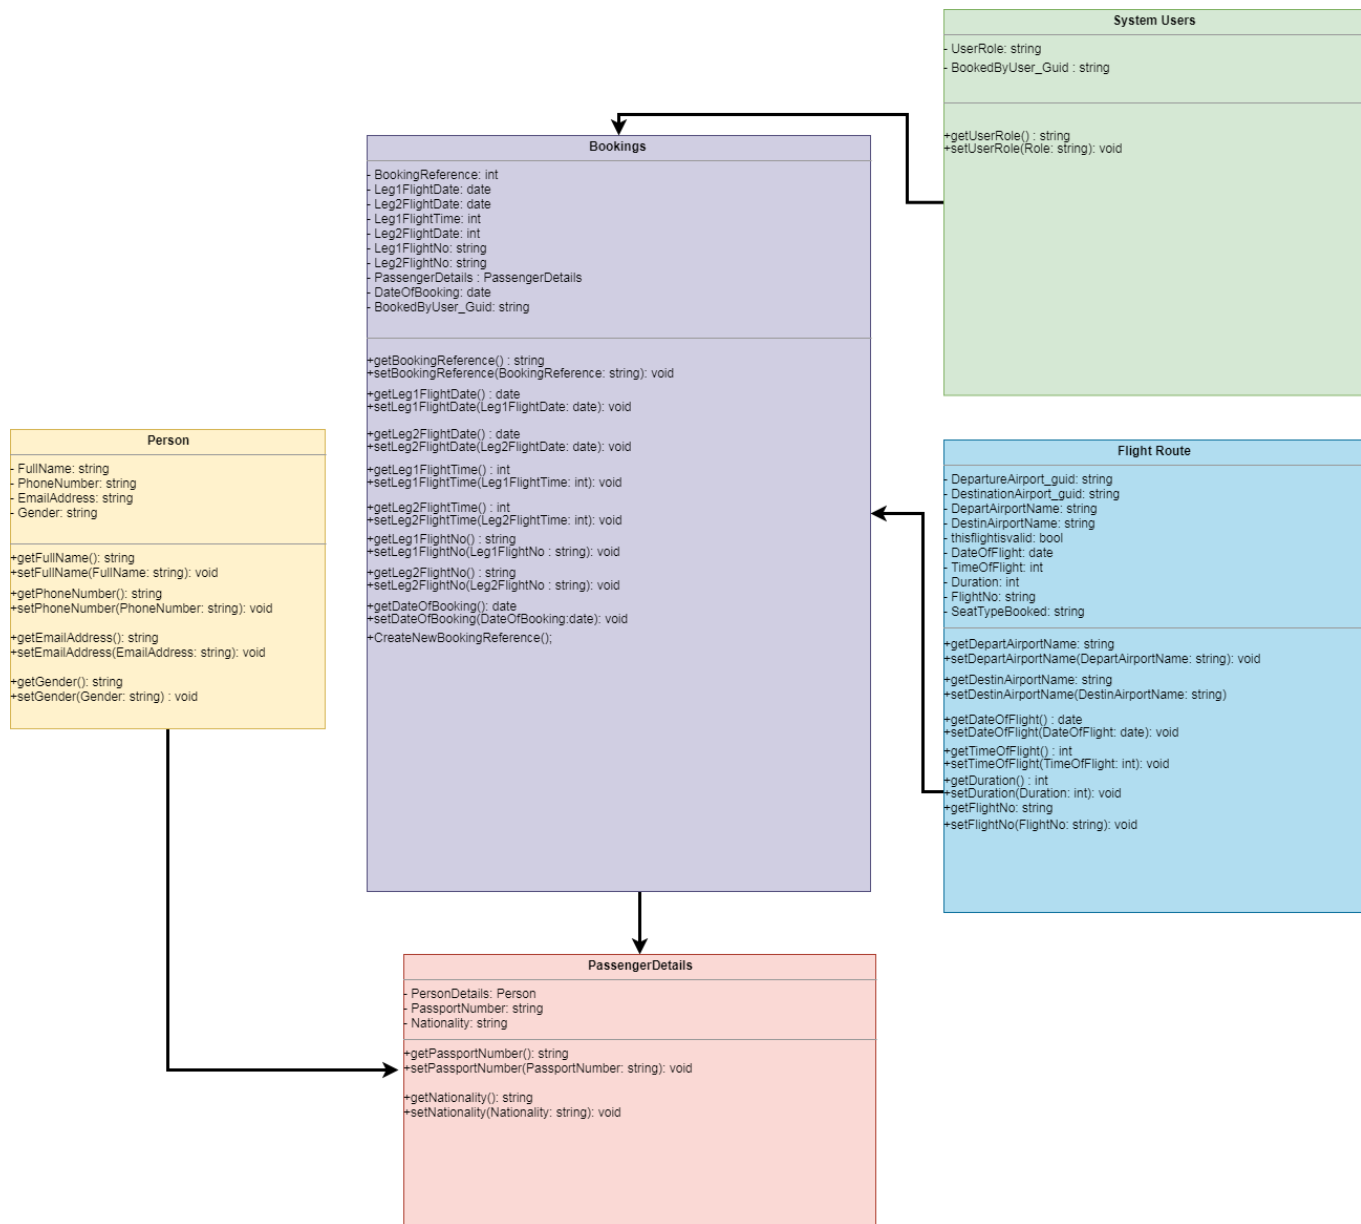 System Users
- UserRole: string
- BookedByUser_Guid : string
+getUserRole() : string
+setUserRole(Role: string): void
Bookings
- BookingReference: int
- Leg1FlightDate: date
- Leg2FlightDate: date
- Leg1FlightTime: int
- Leg2FlightDate: int
- Leg1FlightNo: string
- Leg2FlightNo: string
- PassengerDetails : PassengerDetails
- DateOfBooking: date
- BookedByUser_Guid: string
+getBookingReference() : string
+setBookingReference(BookingReference: string): void
+getLeg1FlightDate() : date
+setLeg1FlightDate(Leg1FlightDate: date): void
+getLeg2FlightDate() : date
+setLeg2FlightDate(Leg2FlightDate: date): void
+getLeg1FlightTime() : int
+setLeg1FlightTime(Leg1FlightTime: int): void
+getLeg2FlightTime() : int
+setLeg2FlightTime(Leg2FlightTime: int): void
+getLeg1FlightNo() : string
+setLeg1FlightNo(Leg1FlightNo : string): void
+getLeg2FlightNo() : string
+setLeg2FlightNo(Leg2FlightNo : string): void
+getDateOfBooking(): date
+setDateOfBooking(DateOfBooking:date): void
+CreateNewBookingReference();
Person
- FullName: string
- PhoneNumber: string
- EmailAddress: string
- Gender: string
+getFullName(): string
+setFullName(FullName: string): void
+getPhoneNumber(): string
+setPhoneNumber(PhoneNumber: string): void
+getEmailAddress(): string
+setEmailAddress(EmailAddress: string): void
+getGender(): string
+setGender(Gender: string) : void
Flight Route
- DepartureAirport_guid: string
- DestinationAirport_guid: string
- DepartAirportName: string
- DestinAirportName: string
- thisflightisvalid: bool
- DateOfFlight: date
- TimeOfFlight: int
- Duration: int
- FlightNo: string
- SeatTypeBooked: string
+getDepartAirportName: string
+setDepartAirportName(DepartAirportName: string): void
+getDestinAirportName: string
+setDestinAirportName(DestinAirportName: string)
+getDateOfFlight() : date
+setDateOfFlight(DateOfFlight: date): void
+getTimeOfFlight() : int
+setTimeOfFlight(TimeOfFlight: int): void
+getDuration() : int
+setDuration(Duration: int): void
+getFlightNo: string
+setFlightNo(FlightNo: string): void
PassengerDetails
- PersonDetails: Person
- PassportNumber: string
- Nationality: string
+getPassportNumber(): string
+setPassportNumber(PassportNumber: string): void
+getNationality(): string
+setNationality(Nationality: string): void